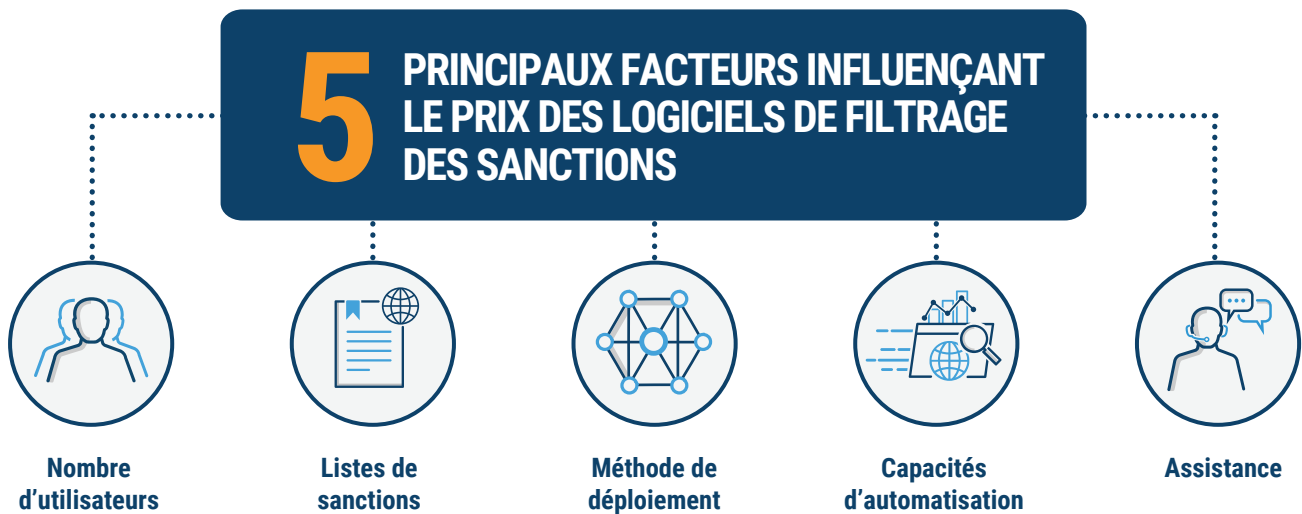 5
PRINCIPAUX FACTEURS INFLUENÇANT
LE PRIX DES LOGICIELS DE FILTRAGE
DES SANCTIONS
Nombre
d'utilisateurs
Listes de
sanctions
Méthode de
déploiement
Capacités
d'automatisation
Assistance